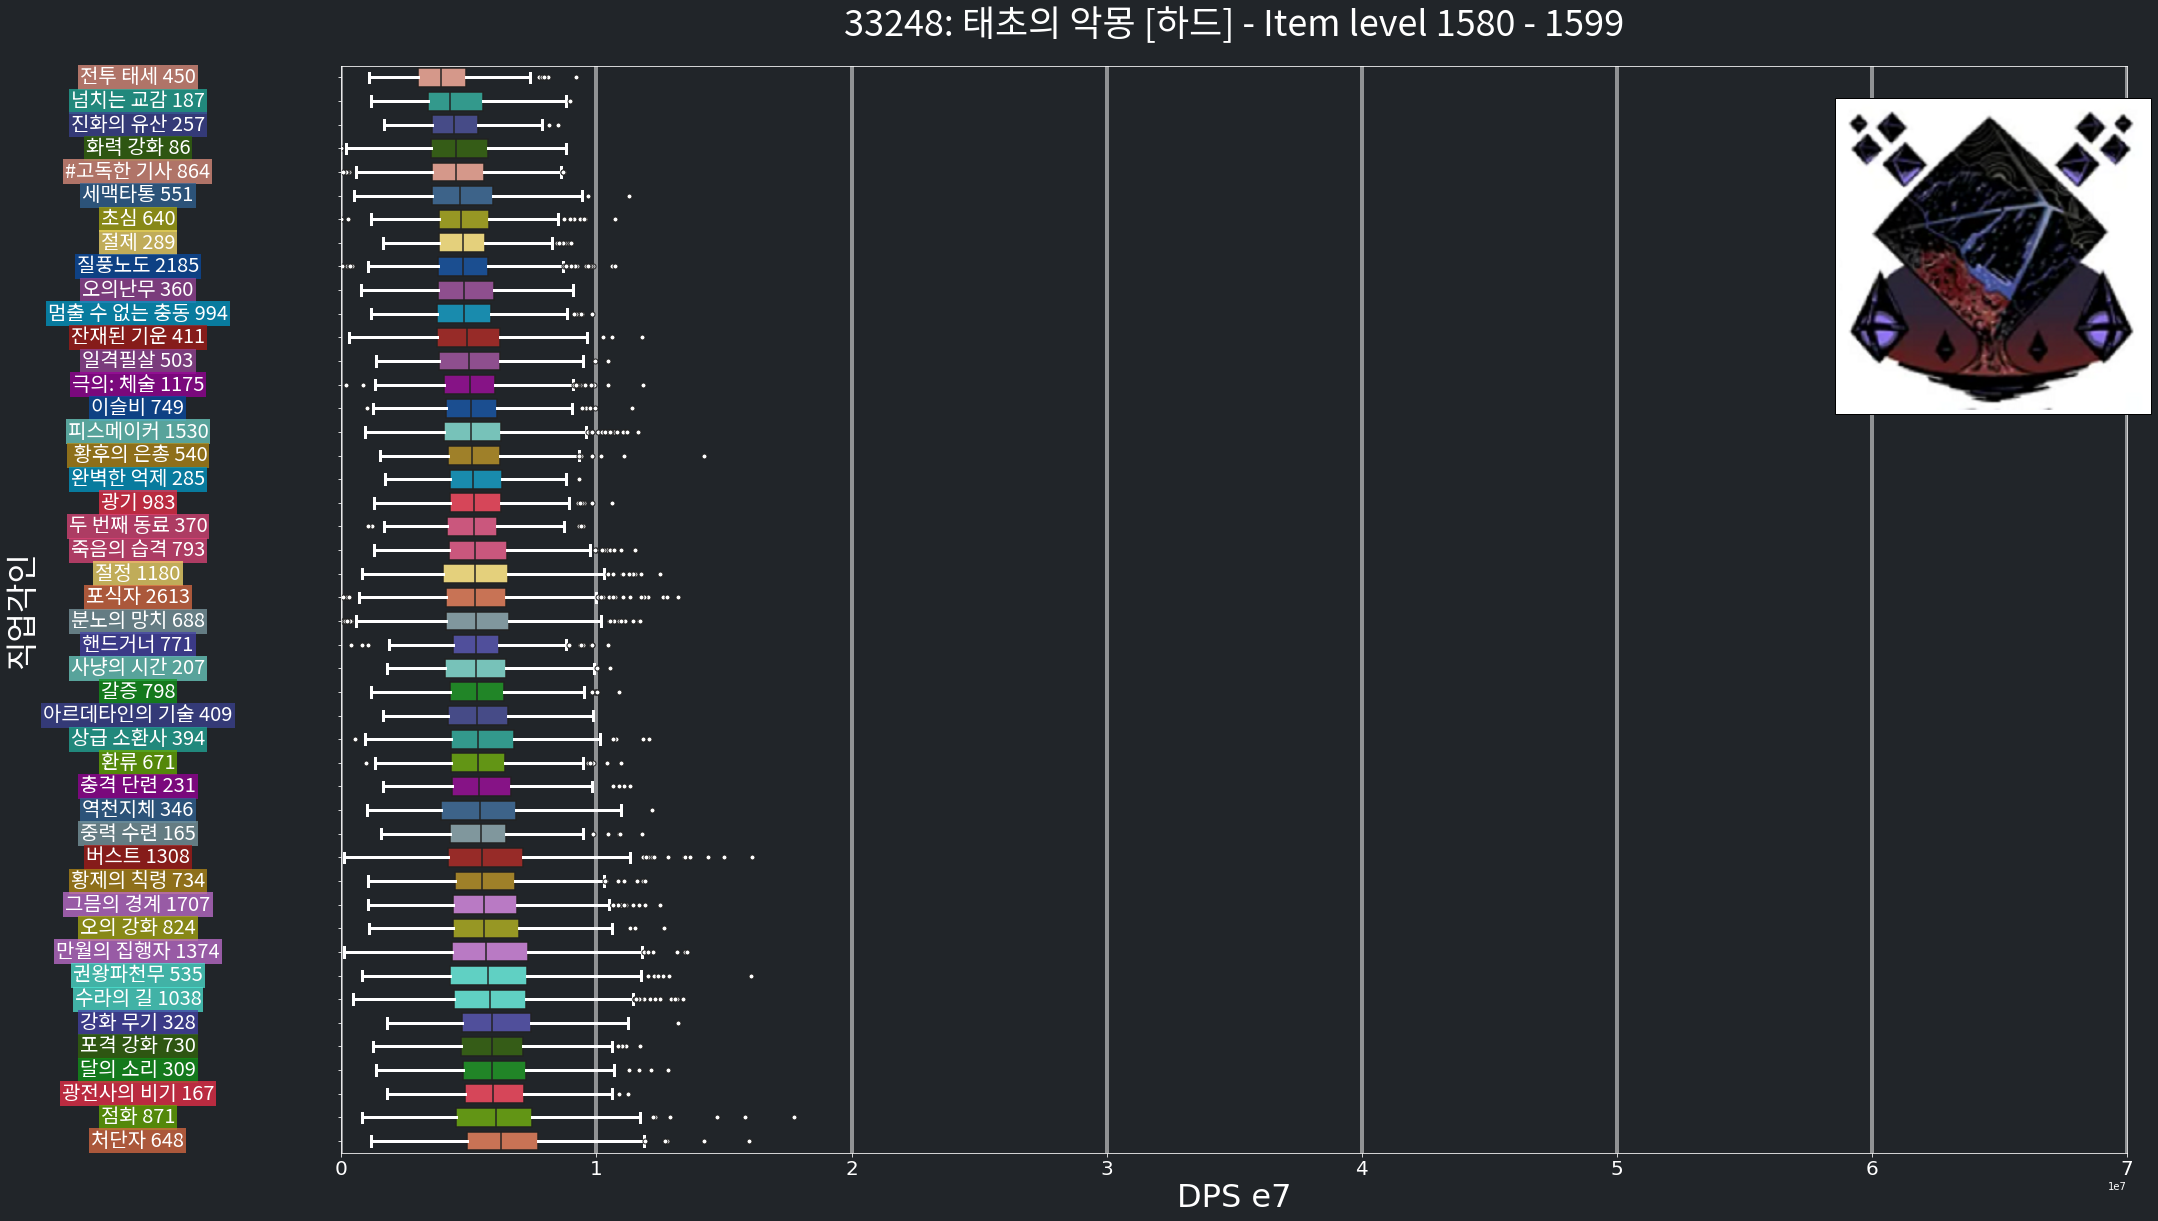 33248: 태초의 악몽 [하드] - Item level 1580 - 1599
전투 태세 450
넘치는 교감 187
진화의 유산 257
화력 강화 86
#고독한 기사 864
세맥타통 551
초심 640
절제 289
질풍노도 2185
오의난무 360
멈출 수 없는 충동 994
잔재된 기운 411
일격필살 503
극의: 체술 1175
이슬비 749
피스메이커 1530
황후의 은총 540
완벽한 억제 285
광기 983
두 번째 동료 370
죽음의 습격 793
절정 1180
포식자 2613
분노의 망치 688
핸드거너 771
사냥의 시간 207
갈증 798
아르데타인의 기술 409
상급 소환사 394
환류 671
충격 단련 231
역천지체 346
중력 수련 165
버스트 1308
황제의 칙령 734
그믐의 경계 1707
오의 강화 824
만월의 집행자 1374
권왕파천무 535
수라의 길 1038
강화 무기 328
포격 강화 730
달의 소리 309
광전사의 비기 167
점화 871
처단자 648
직업각인
0 1 2 3 4 5 6 7
1e7
DPS e7